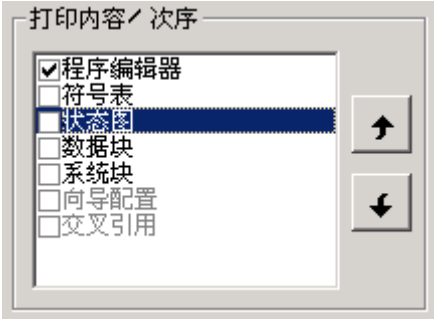 打印内容/ 次序
程序编辑器
符号表
状态图
数据块
系统块
向导配置
交叉引用